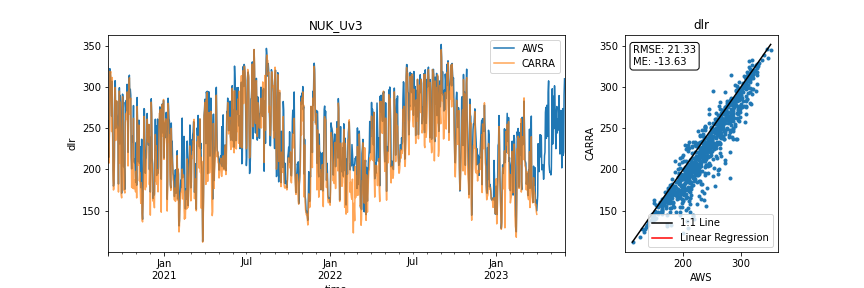 NUK_Uv3
dlr
350
300
250
200
150
Jan
2021
Jul
Jan
2022
Jul
Jan
2023
time
AWS
CARRA
dlr
CARRA
350
300
250
200
150
RMSE: 21.33
ME: -13.63
1:1 Line
Linear Regression
200
300
AWS